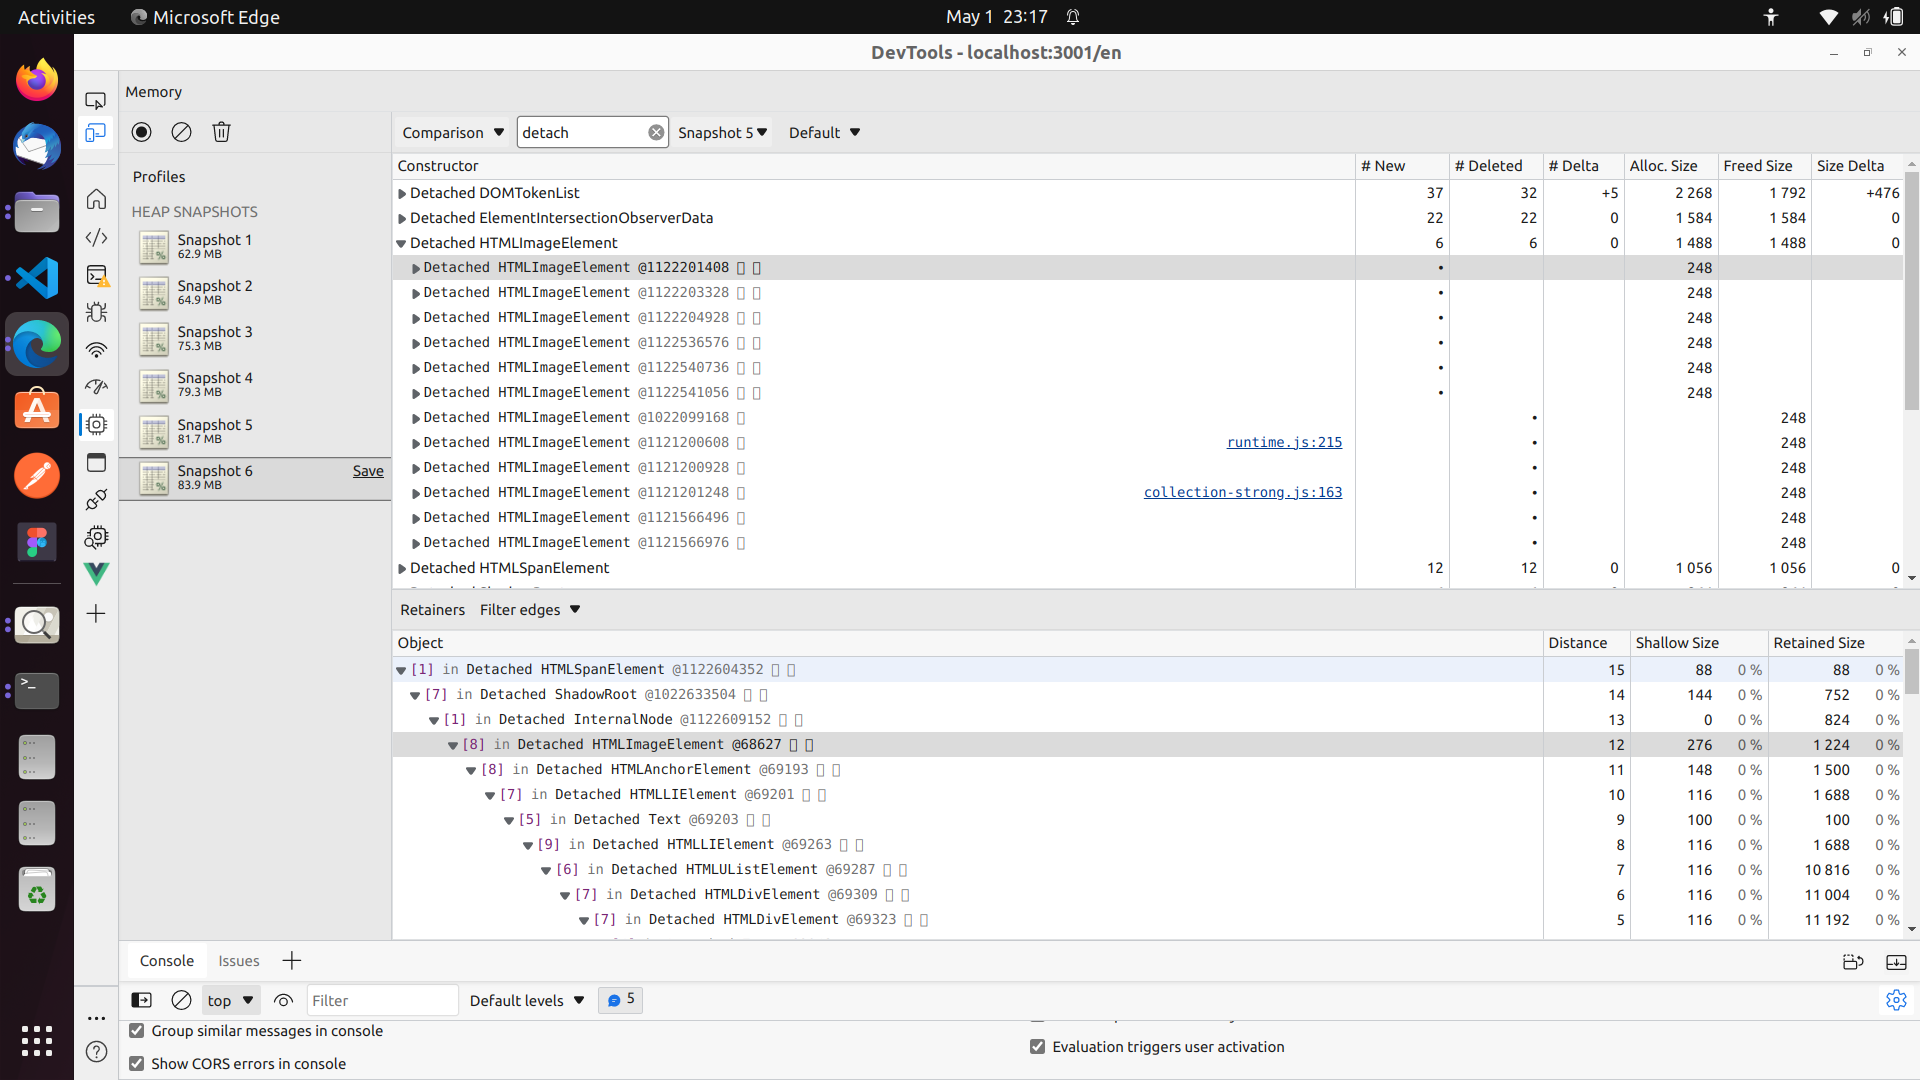 Activities
Microsoft Edge
May 1 23:17
DevTools - localhost:3001/en
Memory
Comparison
detach
Snapshot 5
Default
Profiles
HEAP SNAPSHOTS
Snapshot 1
62.9 MB
Snapshot 2
64.9 MB
Snapshot 3
75.3 MB
Snapshot 4
79.3 MB
Snapshot 5
81.7 MB
Snapshot 6
83.9 MB
Save
Constructor # New # Deleted # Delta Alloc. Size Freed Size Size Delta
Detached DOMTokenList 37 32 +5 2 268 1 792 +476
Detached ElementIntersectionObserverData 22 22 0 1 584 1 584 0
Detached HTMLImageElement 6 6 0 1 488 1 488 0
Detached HTMLImageElement @1122201408 • 248
Detached HTMLImageElement @1122203328 • 248
Detached HTMLImageElement @1122204928 • 248
Detached HTMLImageElement @1122536576 • 248
Detached HTMLImageElement @1122540736 • 248
Detached HTMLImageElement @1122541056 • 248
Detached HTMLImageElement @1022099168 • 248
Detached HTMLImageElement @1121200608 runtime.js:215 • 248
Detached HTMLImageElement @1121200928 • 248
Detached HTMLImageElement @1121201248 collection-strong.js:163 • 248
Detached HTMLImageElement @1121566496 • 248
Detached HTMLImageElement @1121566976 • 248
Detached HTMLSpanElement 12 12 0 1 056 1 056 0
Retainers Filter edges
Object Distance Shallow Size Retained Size
[1] in Detached HTMLSpanElement @1122604352 15 88 0 % 88 0 %
[7] in Detached ShadowRoot @1022633504 14 144 0 % 752 0 %
[1] in Detached InternalNode @1122609152 13 0 0 % 824 0 %
[8] in Detached HTMLImageElement @68627 12 276 0 % 1 224 0 %
[8] in Detached HTMLAnchorElement @69193 11 148 0 % 1 500 0 %
[7] in Detached HTMLLIElement @69201 10 116 0 % 1 688 0 %
[5] in Detached Text @69203 9 100 0 % 100 0 %
[9] in Detached HTMLLIElement @69263 8 116 0 % 1 688 0 %
[6] in Detached HTMLUListElement @69287 7 116 0 % 10 816 0 %
[7] in Detached HTMLDivElement @69309 6 116 0 % 11 004 0 %
[7] in Detached HTMLDivElement @69323 5 116 0 % 11 192 0 %
Console
Issues
top
Filter
Default levels
5
Group similar messages in console
Evaluation triggers user activation
Show CORS errors in console